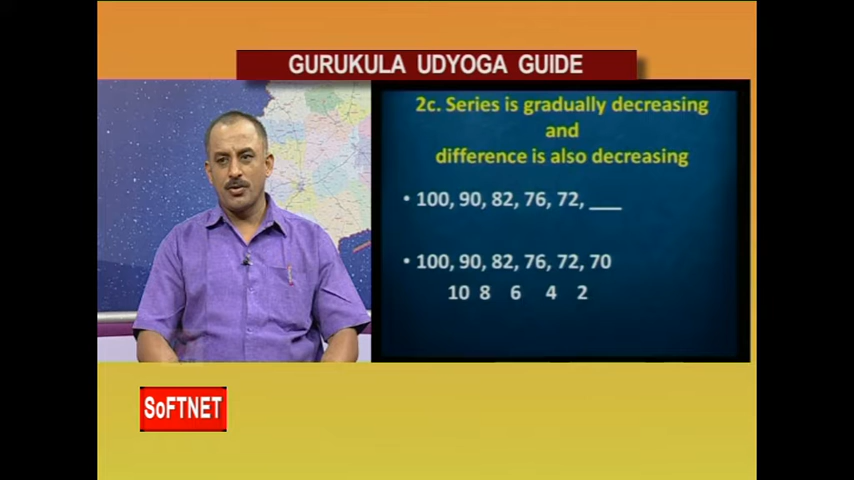 GURUKULA UDYOGA GUIDE
2c. Series is gradually decreasing
and
difference is also decreasing
• 100, 90, 82, 76, 72, ___
• 100, 90, 82, 76, 72, 70
10 8 6 4 2
SoFTNET